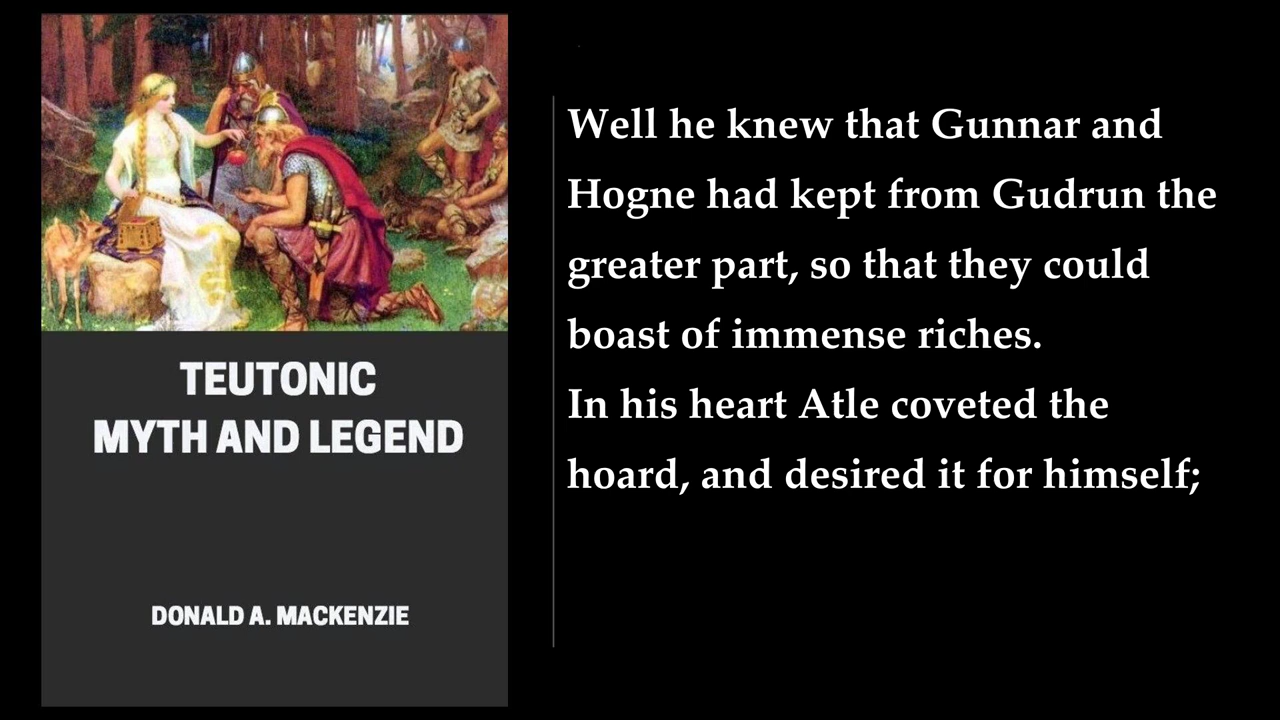 TEUTONIC
MYTH AND LEGEND
DONALD A. MACKENZIE
Well he knew that Gunnar and
Hogne had kept from Gudrun the
greater part, so that they could
boast of immense riches.
In his heart Atle coveted the
hoard, and desired it for himself;